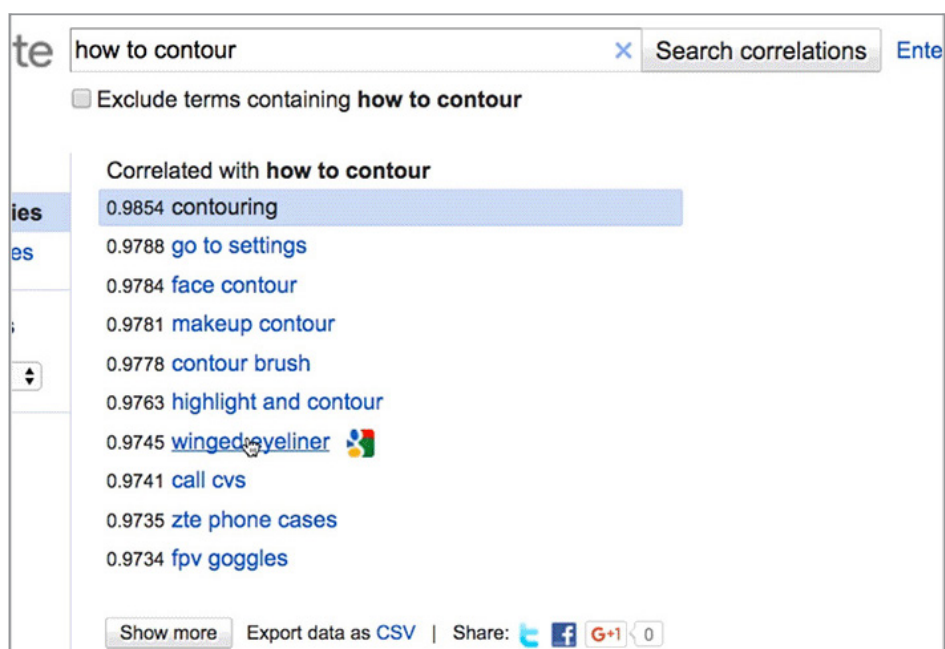 te how to contour × Search correlations Ente
Exclude terms containing how to contour
Correlated with how to contour
ies 0.9854 contouring
es 0.9788 go to settings
0.9784 face contour
s 0.9781 makeup contour
0.9778 contour brush
0.9763 highlight and contour
0.9745 winged eyeliner
0.9741 call cvs
0.9735 zte phone cases
0.9734 fpv goggles
Show more Export data as CSV | Share: G+1 0